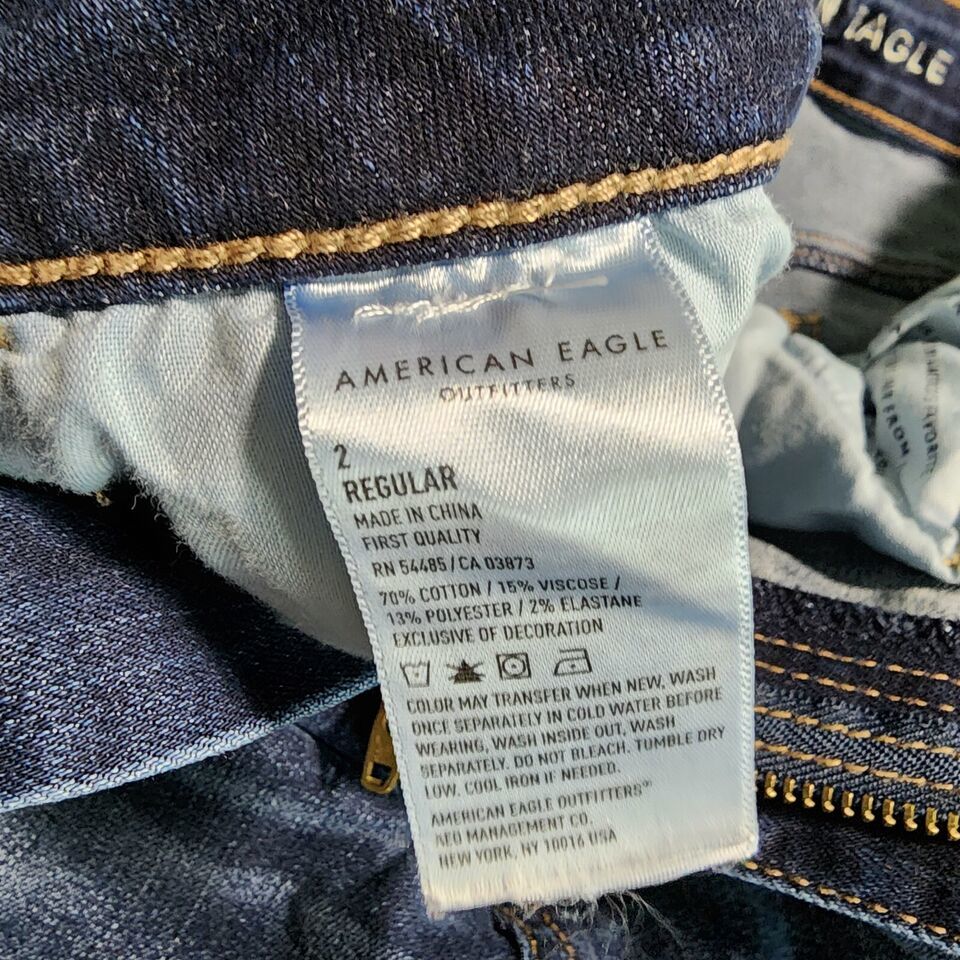 EAGLE
AMERICAN EAGLE
OUTFITTERS
2
REGULAR
MADE IN CHINA
FIRST QUALITY
RN 54485/CA 03873
70% COTTON / 15% VISCOSE /
13% POLYESTER / 2% ELASTANE
EXCLUSIVE OF DECORATION
COLOR MAY TRANSFER WHEN NEW, WASH
ONCE SEPARATELY IN COLD WATER BEFORE
WEARING, WASH INSIDE OUT, WASH
SEPARATELY. DO NOT BLEACH. TUMBLE DRY
LOW. COOL IRON IF NEEDED.
AMERICAN EAGLE OUTFITTERS®
AEO MANAGEMENT CO.
NEW YORK, NY 10016 USA
FROM